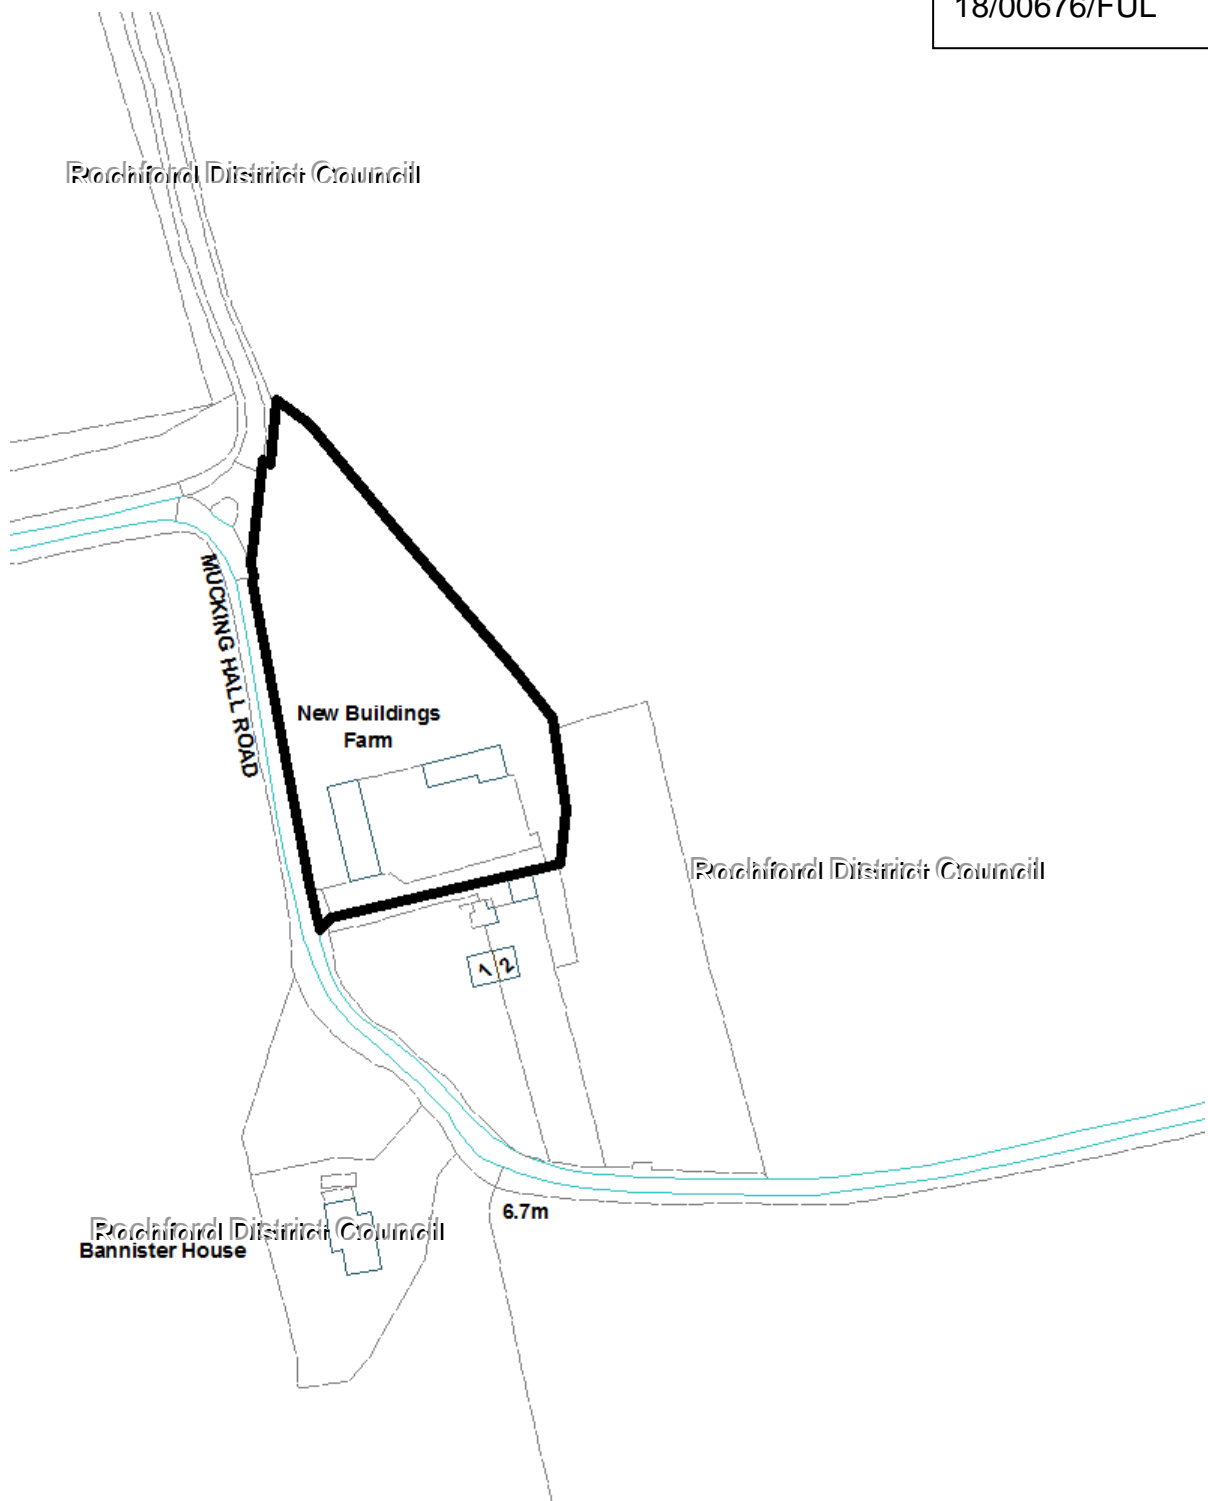 18/00676/FUL
Rochford District Council
MUCKING HALL ROAD
New Buildings
Farm
Rochford District Council
1
2
6.7m
Rochford District Council
Bannister House